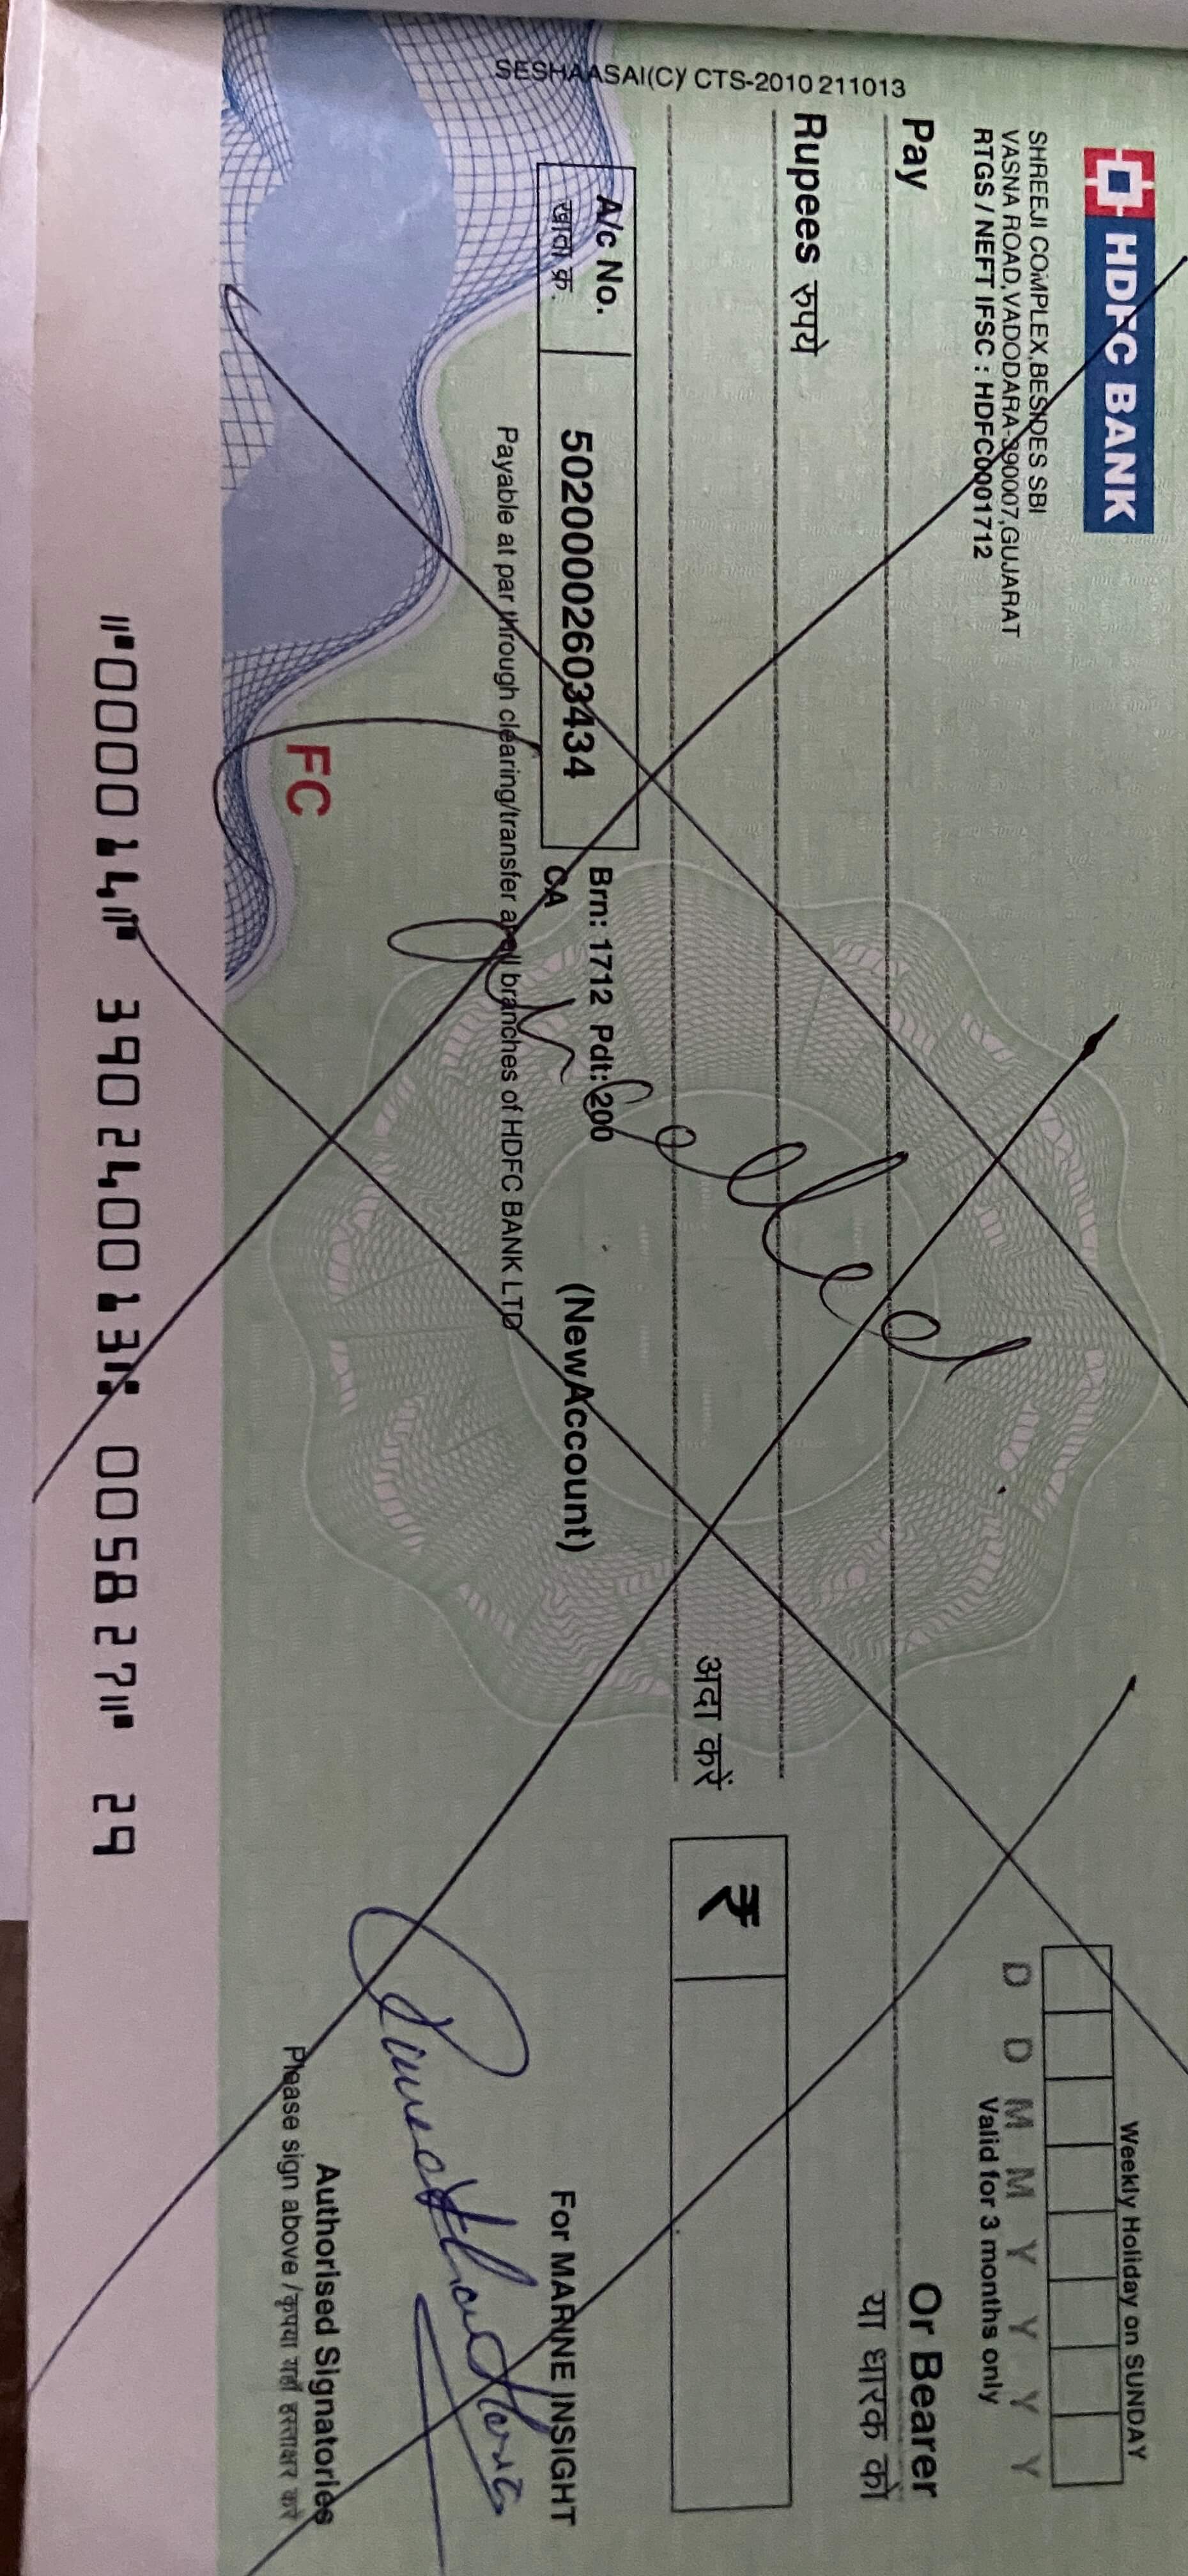 HDFC BANK
SHREEJI COMPLEX,BESIDES SBI
VASNA ROAD,VADODARA-390007,GUJARAT
RTGS / NEFT IFSC : HDFC0001712
Weekly Holiday on SUNDAY
D D M M Y Y Y Y
Valid for 3 months only
Pay
Or Bearer
या धारक को
Rupees रुपये
अदा करें
₹
A/c No.
खाता क्र.
50200002603434
Brn: 1712 Pdt: 200
CA
(NewAccount)
For MARINE INSIGHT
Payable at par through clearing/transfer at all branches of HDFC BANK LTD
FC
Authorised Signatories
Please sign above / कृपया यहाँ हस्ताक्षर करें
SESHAASAI(C) CTS-2010 211013
⑈000014⑈ 390240013⑆ 005827⑈ 29